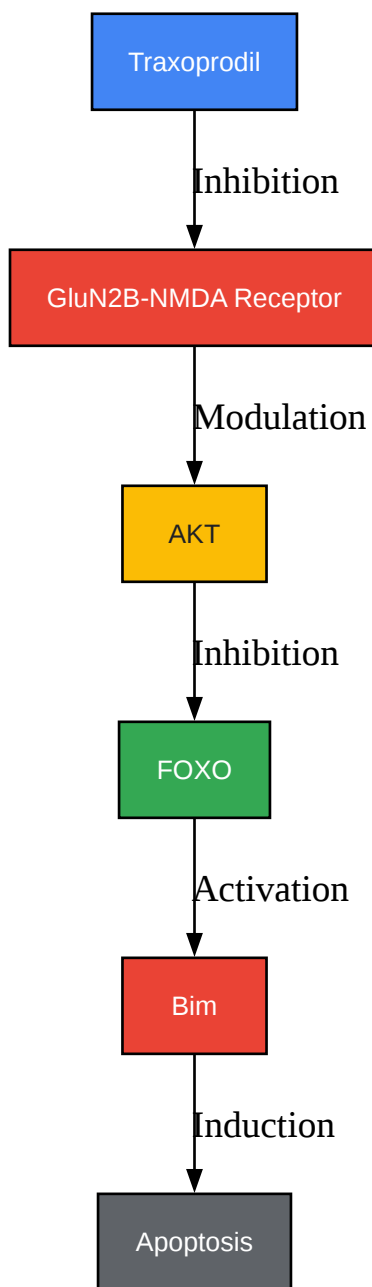 Traxoprodil
Inhibition
GluN2B-NMDA Receptor
Modulation
AKT
Inhibition
FOXO
Activation
Bim
Induction
Apoptosis